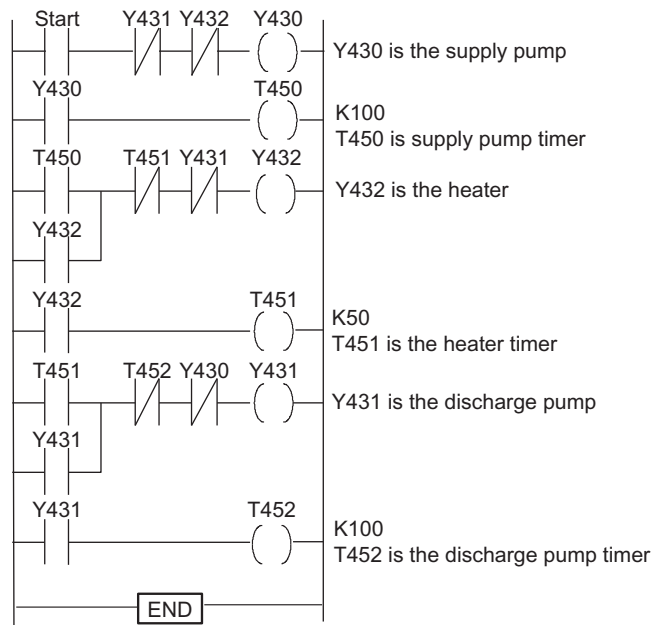 Start Y431 Y432 Y430
Y430 is the supply pump
Y430 T450
K100
T450 is supply pump timer
T450 T451 Y431 Y432
Y432 is the heater
Y432
Y432 T451
K50
T451 is the heater timer
T451 T452 Y430 Y431
Y431 is the discharge pump
Y431
Y431 T452
K100
T452 is the discharge pump timer
END